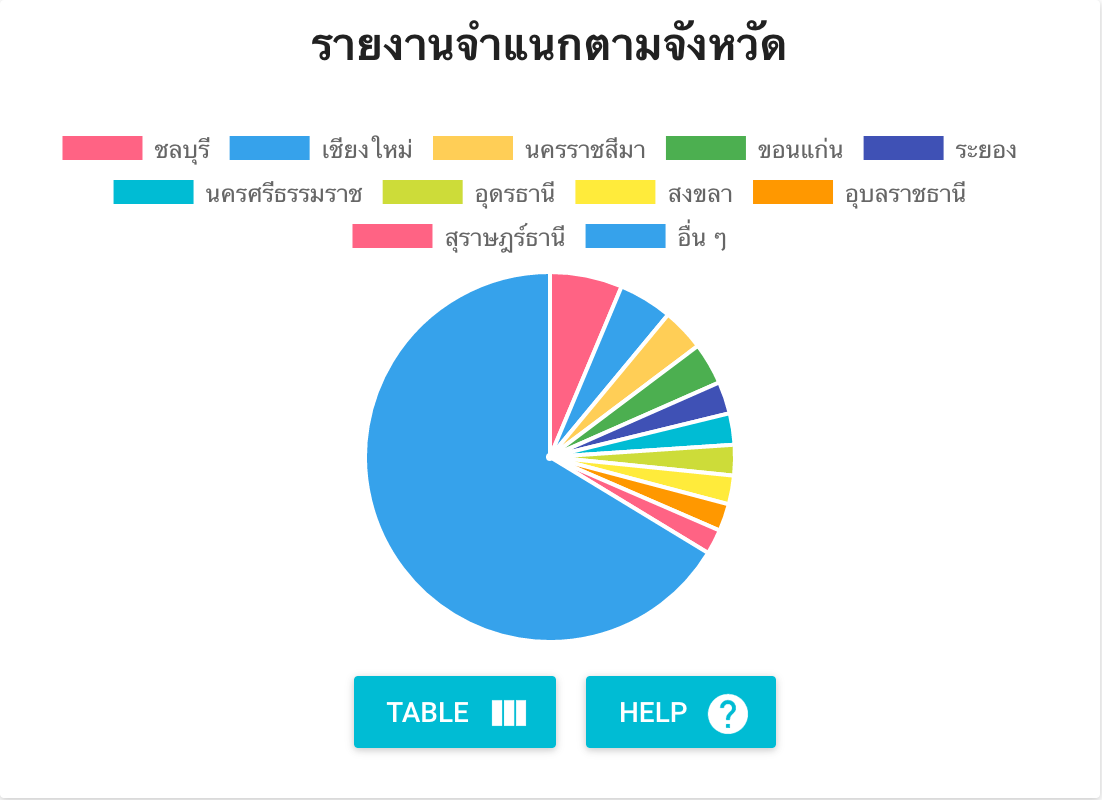 รายงานจำแนกตามจังหวัด
ชลบุรี เชียงใหม่ นครราชสีมา ขอนแก่น ระยอง
นครศรีธรรมราช อุดรธานี สงขลา อุบลราชธานี
สุราษฎร์ธานี อื่น ๆ
TABLE HELP ?